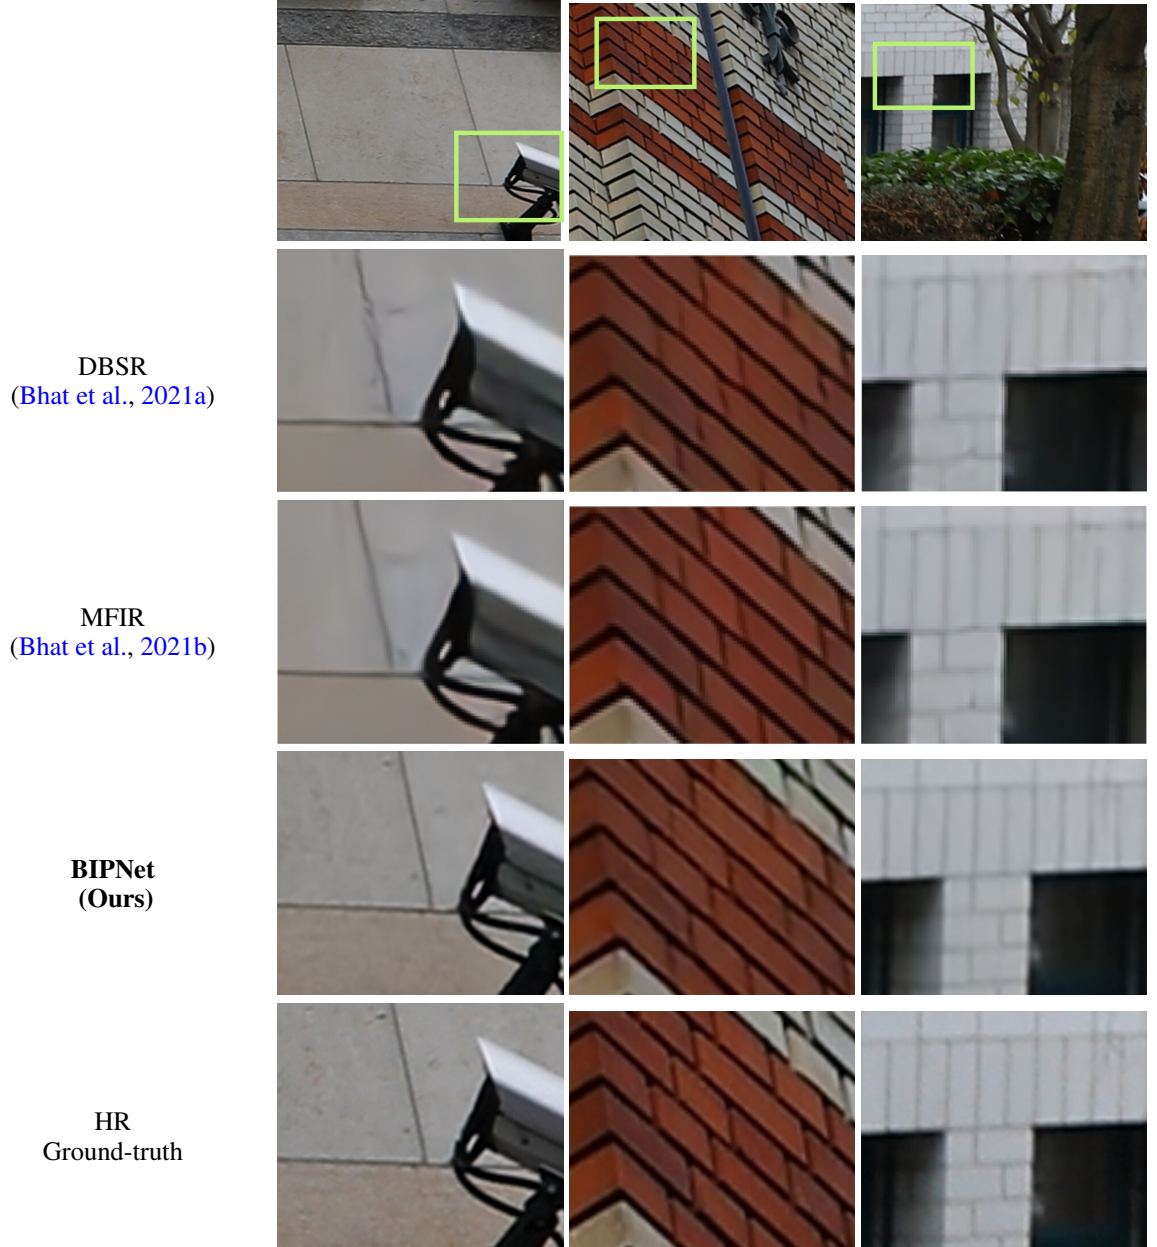 DBSR
(Bhat et al., 2021a)
MFIR
(Bhat et al., 2021b)
BIPNet
(Ours)
HR
Ground-truth